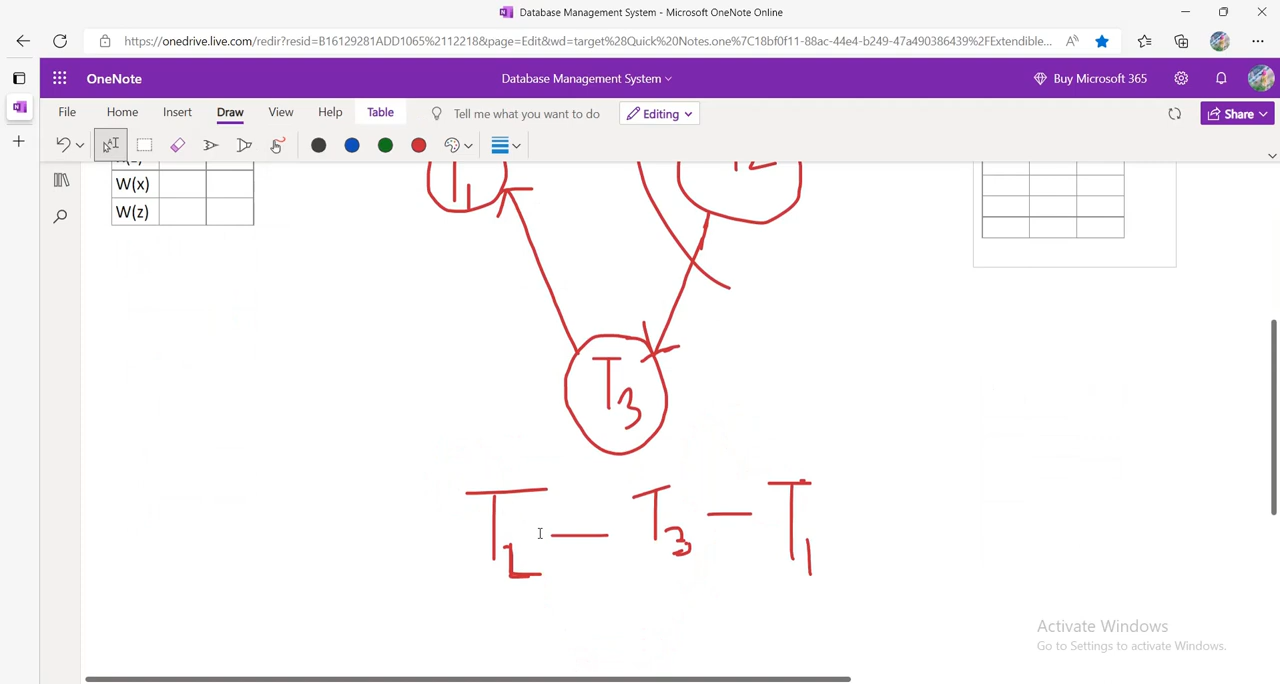 Database Management System - Microsoft OneNote Online
https://onedrive.live.com/redir?resid=B16129281ADD1065%2112218&page=Edit&wd=target%28Quick%20Notes.one%7C18bf0f11-88ac-44e4-b249-47a490386439%2FExtendible...
OneNote
Database Management System
Buy Microsoft 365
File Home Insert Draw View Help Table Tell me what you want to do Editing Share
W(x)
W(z)
T1
T2
T3
T2 — T3 — T1
Activate Windows
Go to Settings to activate Windows.